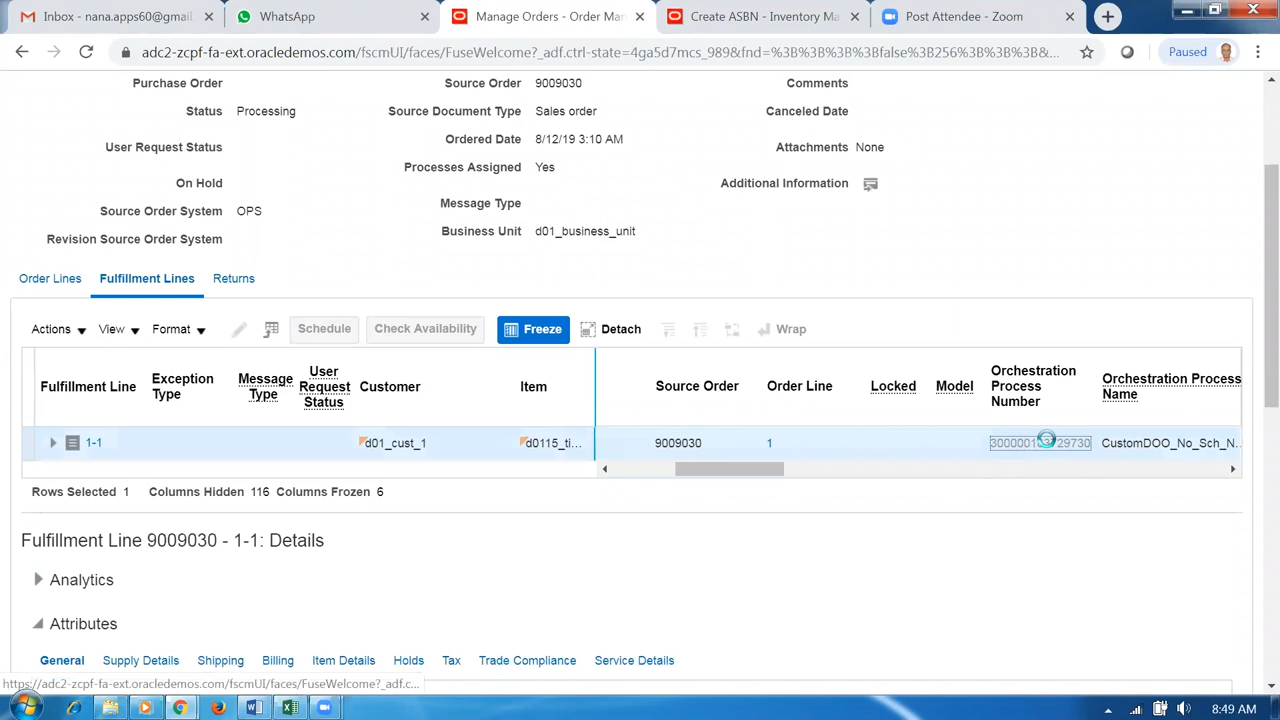 Inbox - nana.apps60@gmail
WhatsApp
Manage Orders - Order Man
Create ASBN - Inventory M
Post Attendee - Zoom
adc2-zcpf-fa-ext.oracledemos.com/fscmUI/faces/FuseWelcome?_adf.ctrl-state=4ga5d7mcs_989&fnd=%3B%3B%3B%3Bfalse%3B256%3B%3B%3B&...
Paused
Purchase Order
Source Order 9009030
Comments
Status Processing
Source Document Type Sales order
Canceled Date
Ordered Date 8/12/19 3:10 AM
User Request Status
Attachments None
Processes Assigned Yes
On Hold
Additional Information
Message Type
Source Order System OPS
Business Unit d01_business_unit
Revision Source Order System
Order Lines Fulfillment Lines Returns
Actions View Format Schedule Check Availability Freeze Detach Wrap
Fulfillment Line Exception Type Message Type User Request Status Customer Item Source Order Order Line Locked Model Orchestration Process Number Orchestration Process Name
1-1 d01_cust_1 d0115_ti... 9009030 1 CustomDOO_No_Sch_N...
Rows Selected 1 Columns Hidden 116 Columns Frozen 6
Fulfillment Line 9009030 - 1-1: Details
Analytics
Attributes
General Supply Details Shipping Billing Item Details Holds Tax Trade Compliance Service Details
https://adc2-zcpf-fa-ext.oracledemos.com/fscmUI/faces/FuseWelcome?_adf.c...
8:49 AM